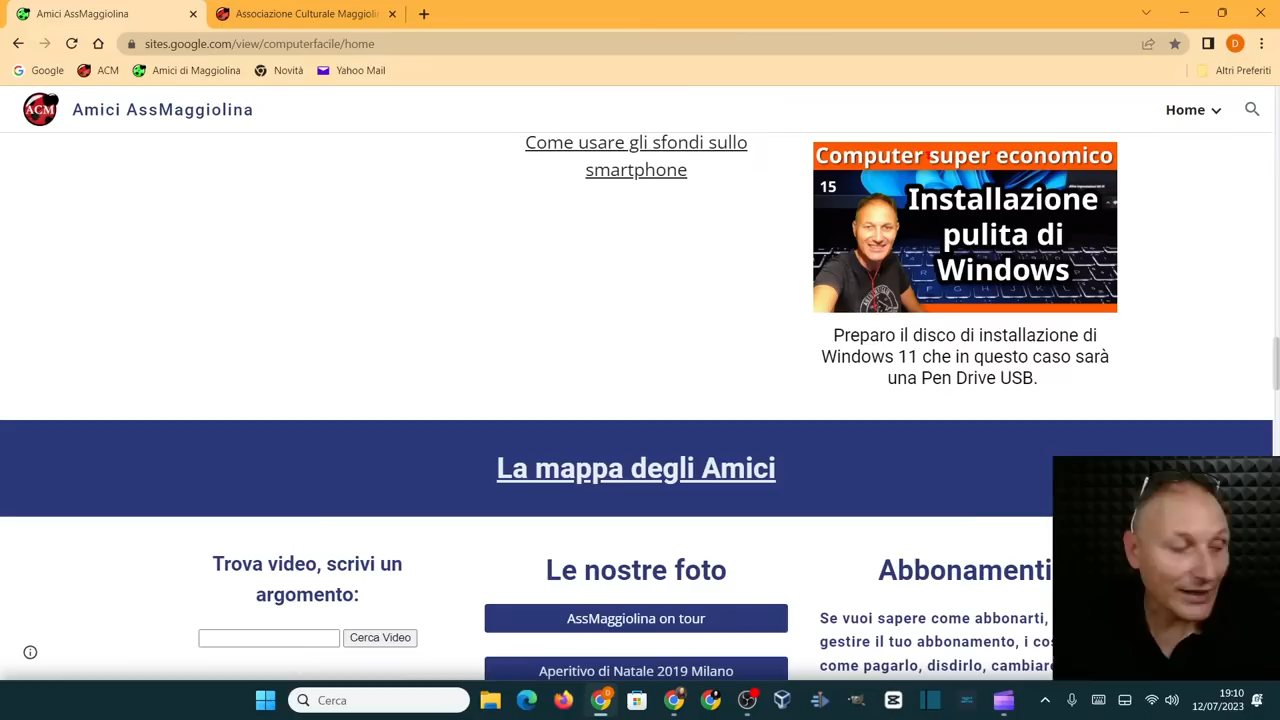 Amici AssMaggiolina
Associazione Culturale Maggioli
sites.google.com/view/computerfacile/home
Google
ACM
Amici di Maggiolina
Novità
Yahoo Mail
Altri Preferiti
ACM
Amici AssMaggiolina
Home
Come usare gli sfondi sullo
smartphone
Computer super economico
15
Installazione
pulita di
Windows
Preparo il disco di installazione di
Windows 11 che in questo caso sarà
una Pen Drive USB.
La mappa degli Amici
Trova video, scrivi un
argomento:
Cerca Video
Le nostre foto
AssMaggiolina on tour
Aperitivo di Natale 2019 Milano
Abbonamenti
Se vuoi sapere come abbonarti,
gestire il tuo abbonamento, i cos
come pagarlo, disdirlo, cambiare
Cerca
19:10
12/07/2023